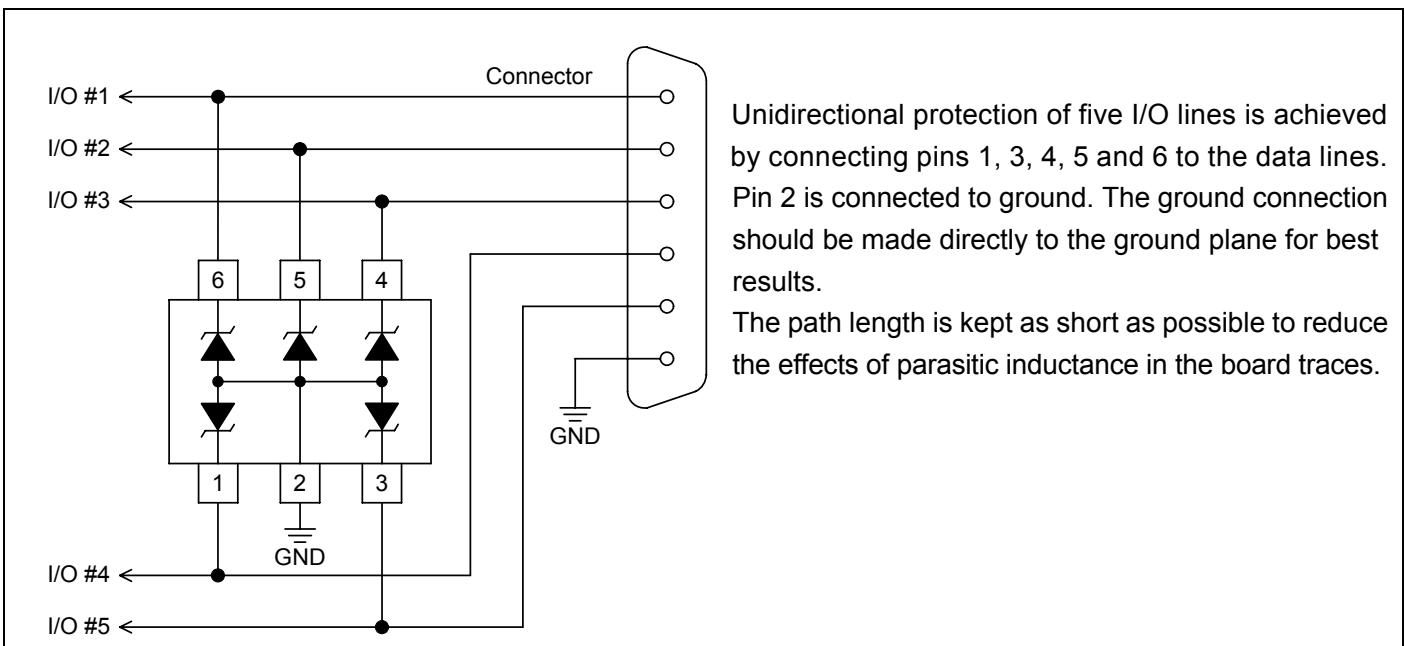 Connector
I/O #1
I/O #2
I/O #3
6 5 4
1 2 3
GND
GND
I/O #4
I/O #5
Unidirectional protection of five I/O lines is achieved
by connecting pins 1, 3, 4, 5 and 6 to the data lines.
Pin 2 is connected to ground. The ground connection
should be made directly to the ground plane for best
results.
The path length is kept as short as possible to reduce
the effects of parasitic inductance in the board traces.